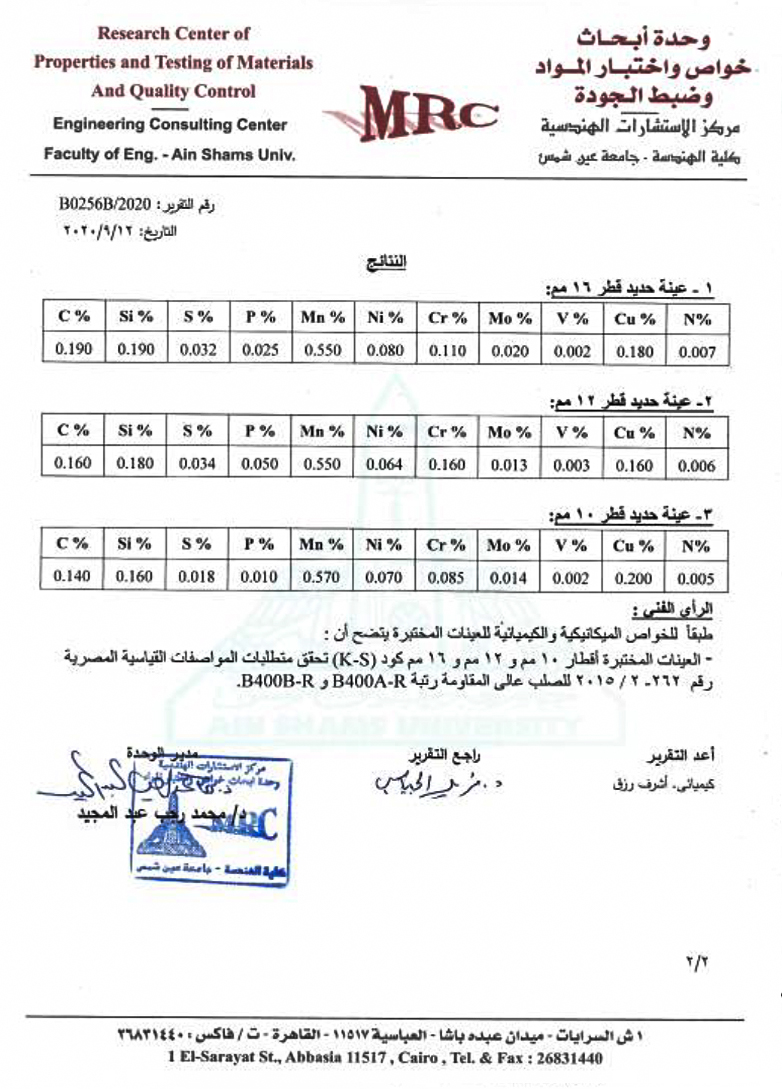 Research Center of
Properties and Testing of Materials
And Quality Control
Engineering Consulting Center
Faculty of Eng. - Ain Shams Univ.
MRC
وحدة أبحاث
خواص واختبار المواد
وضبط الجودة
مركز الإستشارات الهندسية
كلية الهندسة - جامعة عين شمس
رقم التقرير : B0256B/2020
التاريخ: ٢٠٢٠/٩/١٢
النتائج
١ - عينة حديد قطر ١٦ مم:
C % Si % S % P % Mn % Ni % Cr % Mo % V % Cu % N%
0.190 0.190 0.032 0.025 0.550 0.080 0.110 0.020 0.002 0.180 0.007
٢- عينة حديد قطر ١٢ مم:
C % Si % S % P % Mn % Ni % Cr % Mo % V % Cu % N%
0.160 0.180 0.034 0.050 0.550 0.064 0.160 0.013 0.003 0.160 0.006
٣- عينة حديد قطر ١٠ مم:
C % Si % S % P % Mn % Ni % Cr % Mo % V % Cu % N%
0.140 0.160 0.018 0.010 0.570 0.070 0.085 0.014 0.002 0.200 0.005
الرأي الفني :
طبقاً للخواص الميكانيكية والكيميائية للعينات المختبرة يتضح أن :
- العينات المختبرة أقطار ١٠ مم و ١٢ مم و ١٦ مم كود (K-S) تحقق متطلبات المواصفات القياسية المصرية
رقم ٢٦٢- ٢ / ٢٠١٥ للصلب عالى المقاومة رتبة B400A-R و B400B-R.
AIN SHAMS UNIVERSITY
أعد التقرير
كيميائى. أشرف رزق
راجع التقرير
مدير الوحدة
د/ محمد رجب عبد المجيد
مركز الاستشارات الهندسية
MRC
كلية الهندسة - جامعة عين شمس
٢/٢
١ ش السرايات - ميدان عبده باشا - العباسية ١١٥١٧ - القاهرة - ت / فاكس : ٢٦٨٣١٤٤٠
1 El-Sarayat St., Abbasia 11517 , Cairo , Tel. & Fax : 26831440